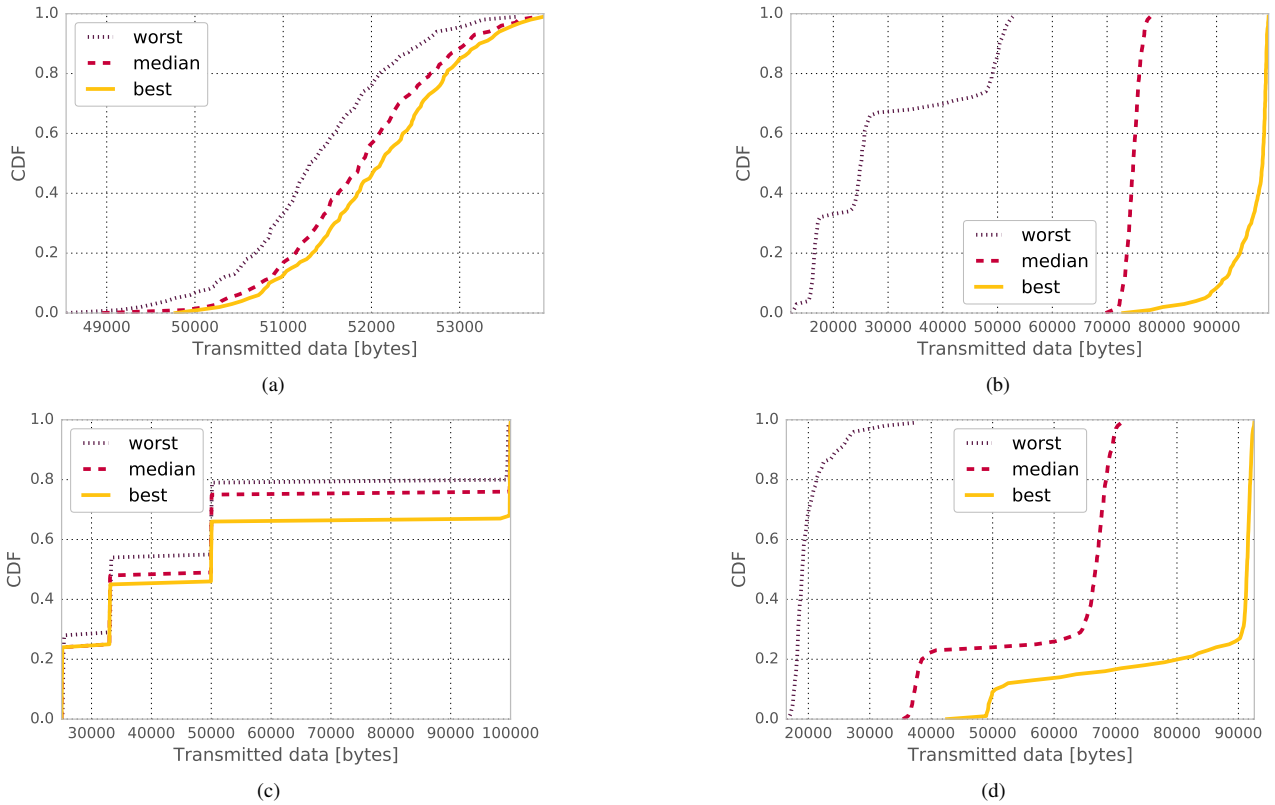 1.0
0.8
0.6
0.4
0.2
0.0
CDF
worst
median
best
49000 50000 51000 52000 53000
Transmitted data [bytes]
(a)
1.0
0.8
0.6
0.4
0.2
0.0
CDF
worst
median
best
20000 30000 40000 50000 60000 70000 80000 90000
Transmitted data [bytes]
(b)
1.0
0.8
0.6
0.4
0.2
0.0
CDF
worst
median
best
30000 40000 50000 60000 70000 80000 90000 100000
Transmitted data [bytes]
(c)
1.0
0.8
0.6
0.4
0.2
0.0
CDF
worst
median
best
20000 30000 40000 50000 60000 70000 80000 90000
Transmitted data [bytes]
(d)